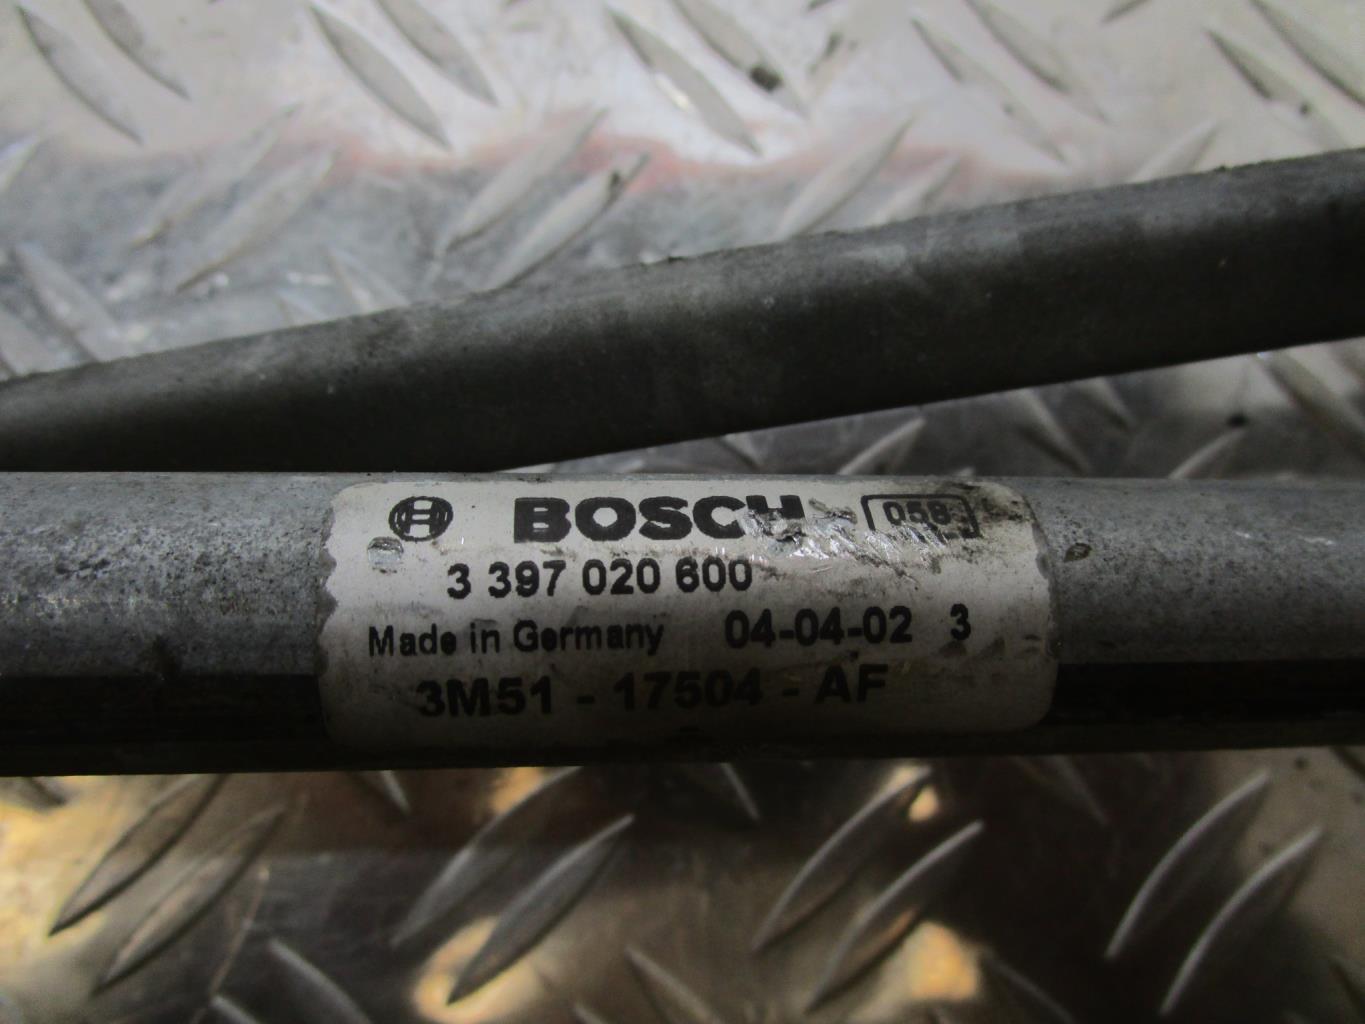 BOSCH 058
3 397 020 600
Made in Germany 04-04-02 3
3M51 - 17504 - AF